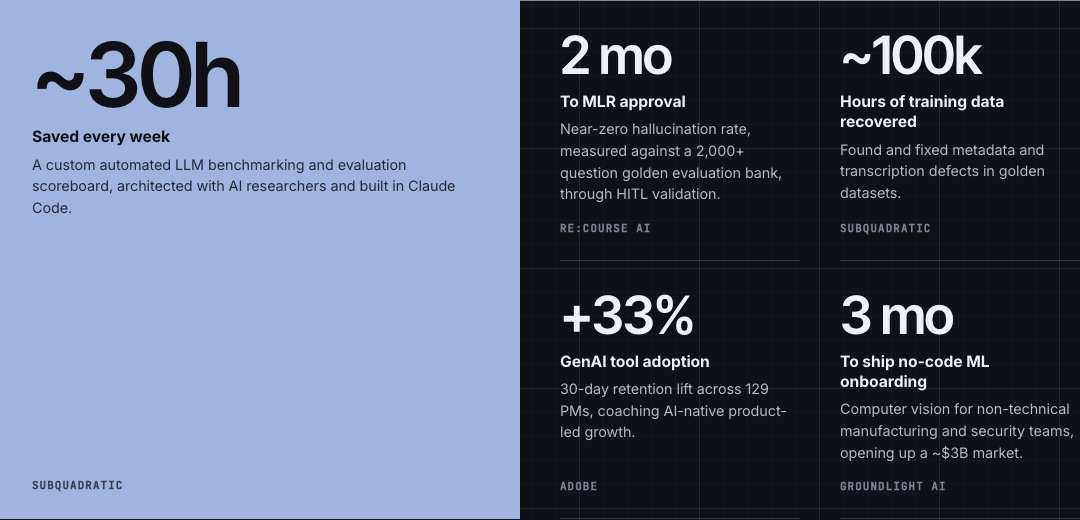 ~30h
Saved every week
A custom automated LLM benchmarking and evaluation
scoreboard, architected with AI researchers and built in Claude
Code.
SUBQUADRATIC
2 mo
To MLR approval
Near-zero hallucination rate,
measured against a 2,000+
question golden evaluation bank,
through HITL validation.
RE:COURSE AI
~100k
Hours of training data
recovered
Found and fixed metadata and
transcription defects in golden
datasets.
SUBQUADRATIC
+33%
GenAI tool adoption
30-day retention lift across 129
PMs, coaching AI-native product-
led growth.
ADOBE
3 mo
To ship no-code ML
onboarding
Computer vision for non-technical
manufacturing and security teams,
opening up a ~$3B market.
GROUNDLIGHT AI